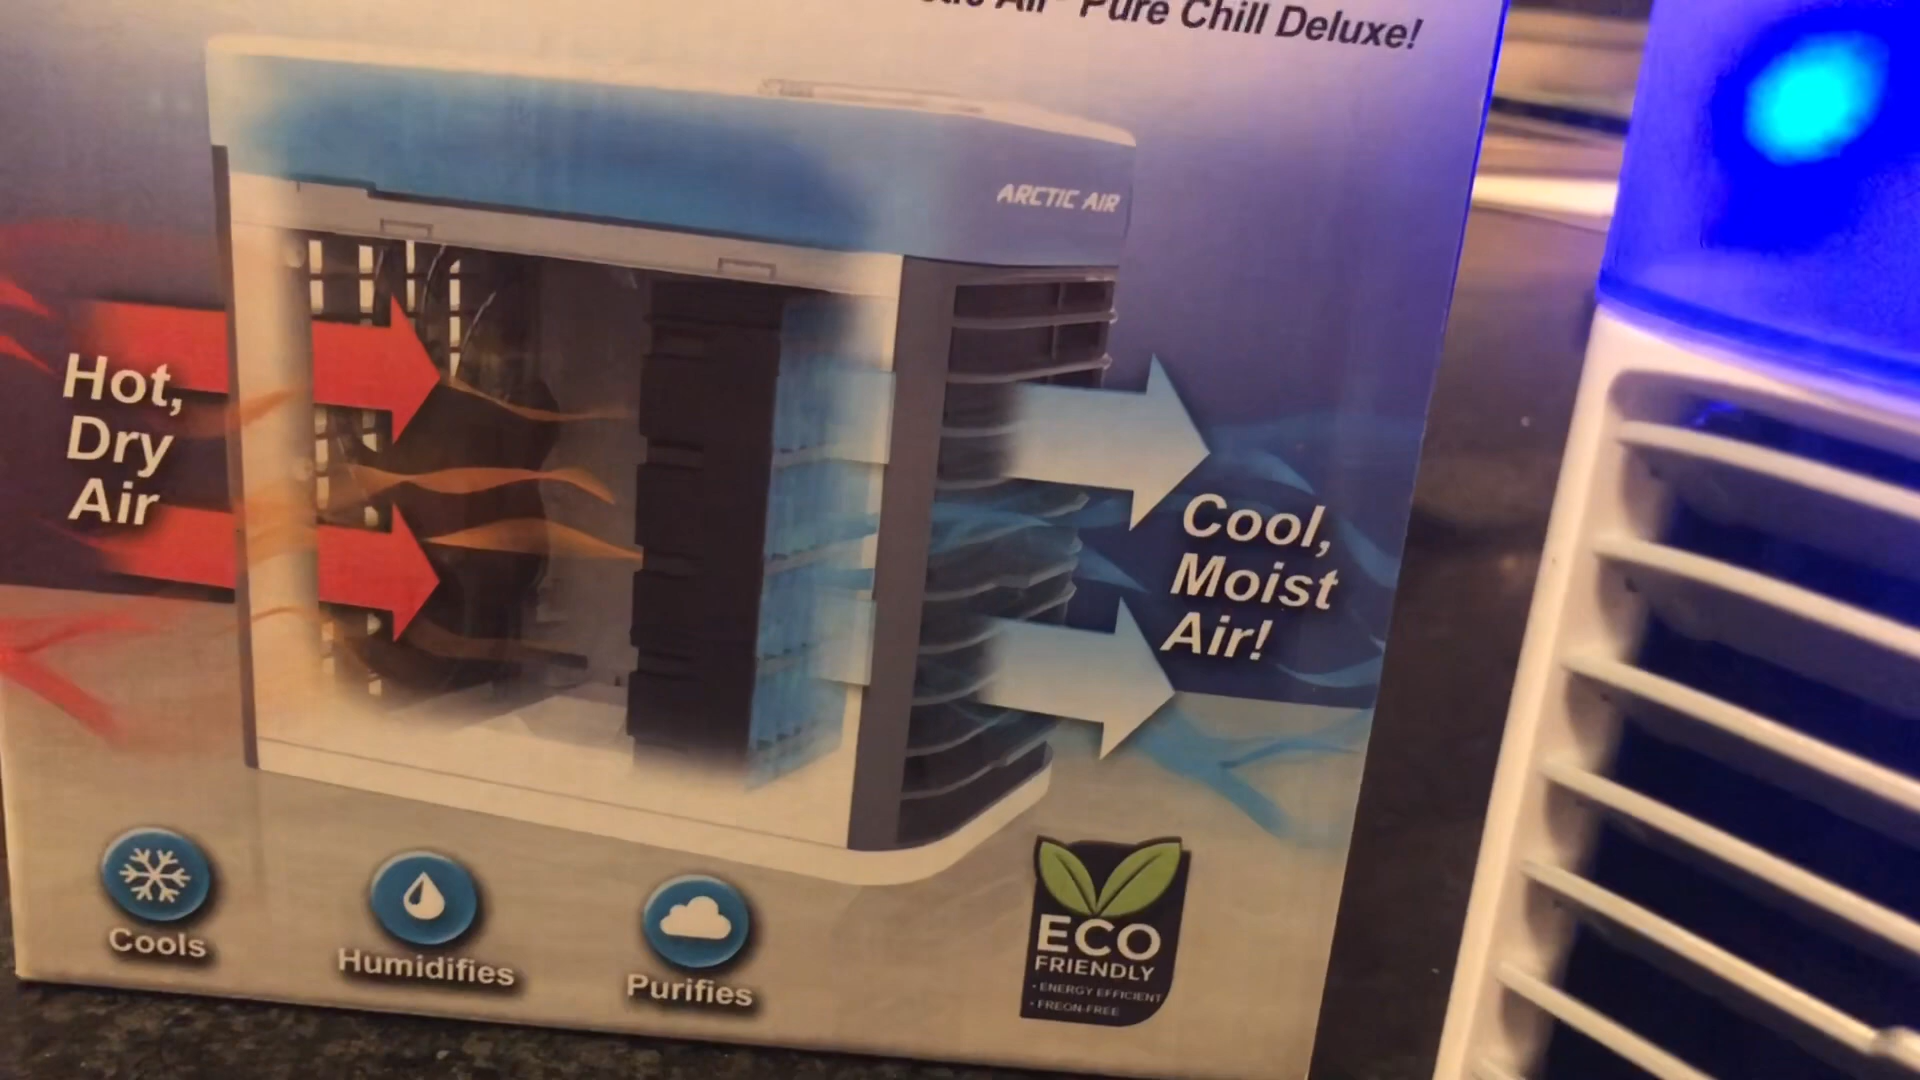 Air® Pure Chill Deluxe!
ARCTIC AIR
Hot,
Dry
Air
Cool,
Moist
Air!
Cools
Humidifies
Purifies
ECO
FRIENDLY
• ENERGY EFFICIENT
• FREON-FREE